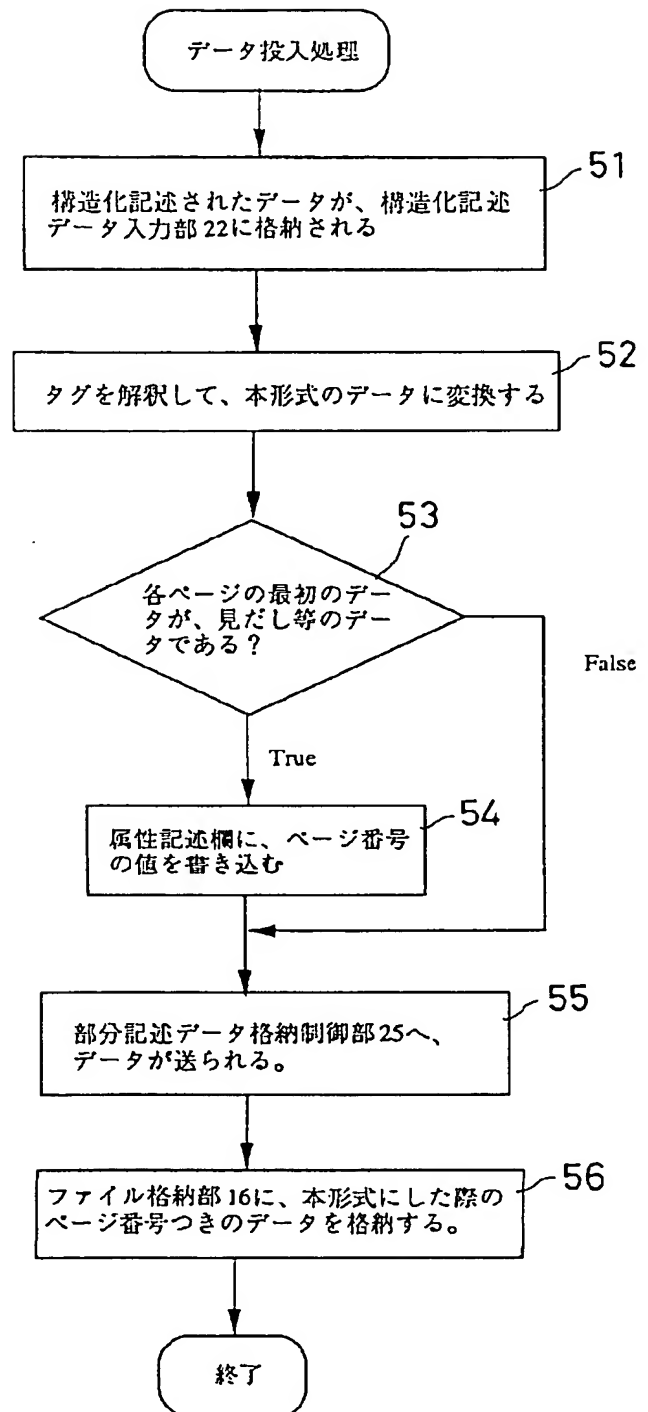 データ投入処理
51
構造化記述されたデータが、構造化記述
データ入力部22に格納される
52
タグを解釈して、本形式のデータに変換する
53
各ページの最初のデー
タが、見だし等のデー
タである?
False
True
54
属性記述欄に、ページ番号
の値を書き込む
55
部分記述データ格納制御部25へ、
データが送られる。
56
ファイル格納部16に、本形式にした際の
ページ番号つきのデータを格納する。
終了